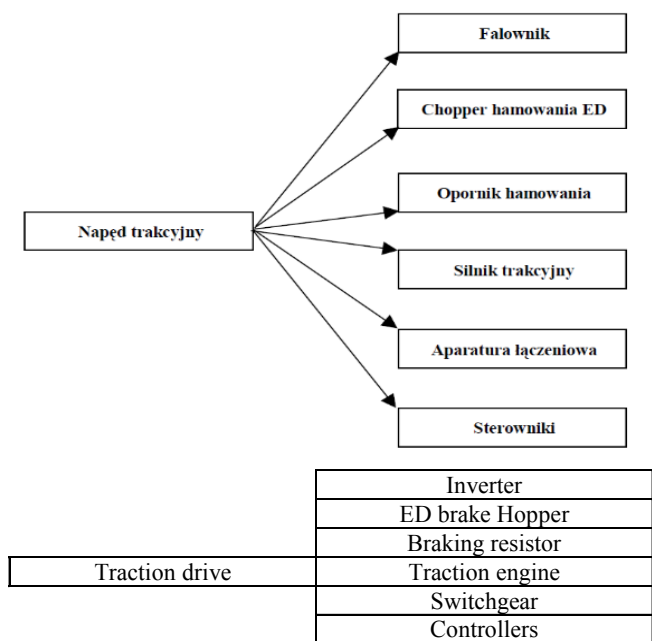 Falownik
Chopper hamowania ED
Opornik hamowania
Napęd trakcyjny
Silnik trakcyjny
Aparatura łączeniowa
Sterowniki
Inverter
ED brake Hopper
Braking resistor
Traction drive
Traction engine
Switchgear
Controllers